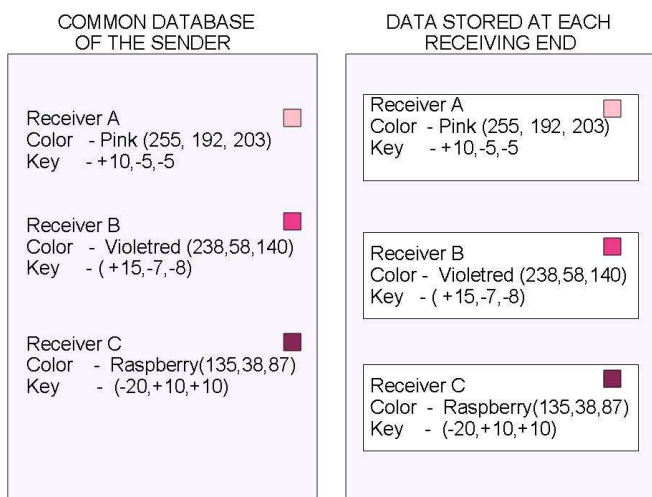 COMMON DATABASE
OF THE SENDER
Receiver A
Color - Pink (255, 192, 203)
Key - +10,-5,-5
Receiver B
Color - Violetred (238,58,140)
Key - ( +15,-7,-8)
Receiver C
Color - Raspberry(135,38,87)
Key - (-20,+10,+10)
DATA STORED AT EACH
RECEIVING END
Receiver A
Color - Pink (255, 192, 203)
Key - +10,-5,-5
Receiver B
Color - Violetred (238,58,140)
Key - ( +15,-7,-8)
Receiver C
Color - Raspberry(135,38,87)
Key - (-20,+10,+10)